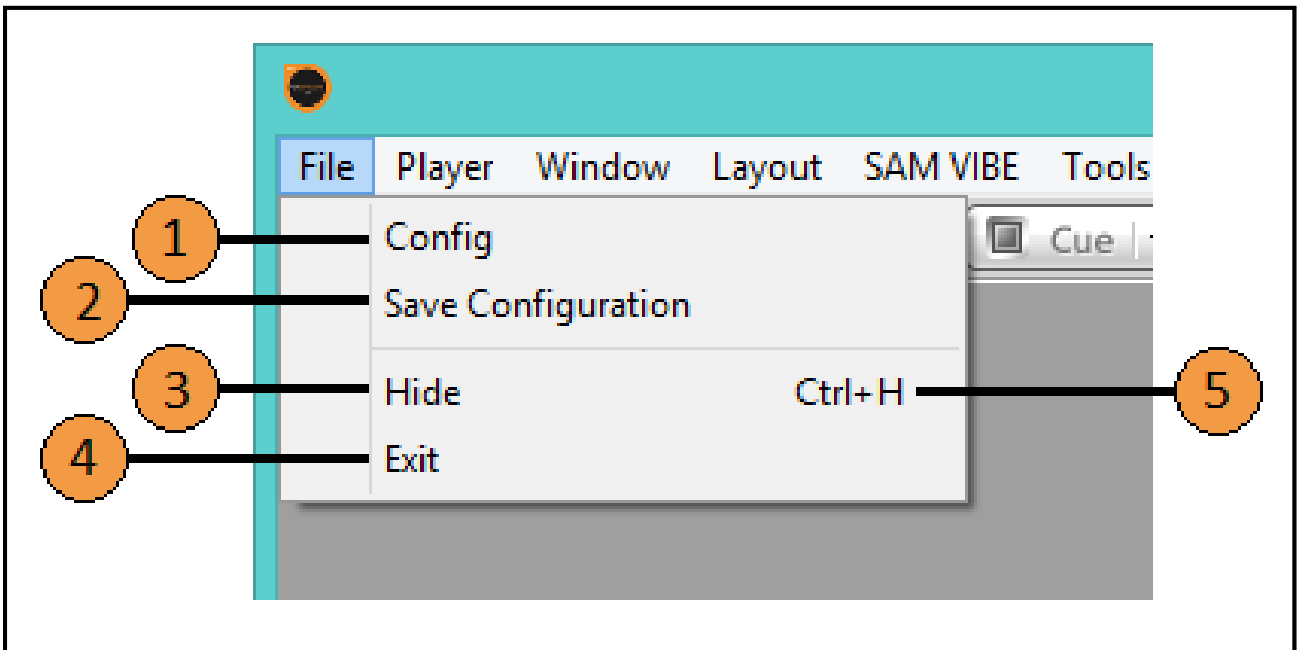 File Player Window Layout SAM VIBE Tools
1 Config Cue
2 Save Configuration
3 Hide Ctrl+H 5
4 Exit